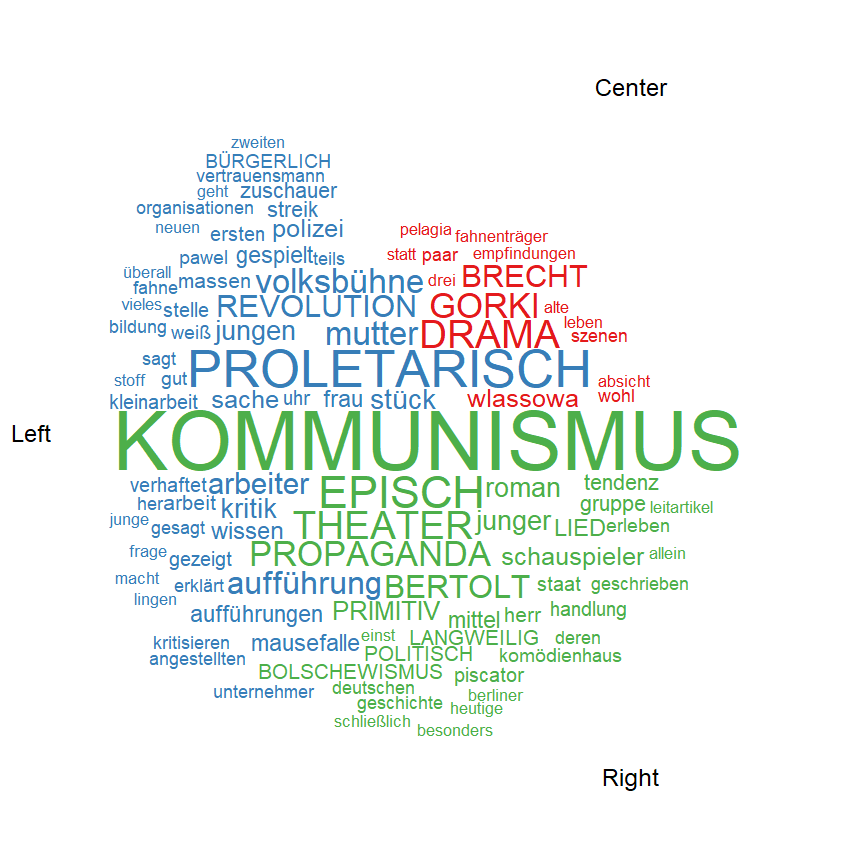 Center
zweiten
BÜRGERLICH
vertrauensmann
geht zuschauer
organisationen streik
neuen ersten polizei pelagia fahnenträger
pawel gespielt teils statt paar empfindungen
überall massen volksbühne drei BRECHT
fahne
vieles stelle REVOLUTION GORKI alte
bildung weiß jungen mutter DRAMA leben szenen
sagt PROLETARISCH
stoff gut absicht
kleinarbeit sache uhr frau stück wlassowa wohl
Left KOMMUNISMUS
verhaftet arbeiter EPISCH roman tendenz
herarbeit kritik gruppe leitartikel
junge gesagt wissen THEATER junger LIED erleben
frage gezeigt PROPAGANDA schauspieler allein
macht erklärt aufführung BERTOLT staat geschrieben
lingen
aufführungen PRIMITIV mittel herr handlung
kritisieren mausefalle einst LANGWEILIG deren
angestellten POLITISCH komödienhaus
BOLSCHEWISMUS piscator
unternehmer deutschen berliner
geschichte heutige
schließlich besonders
Right